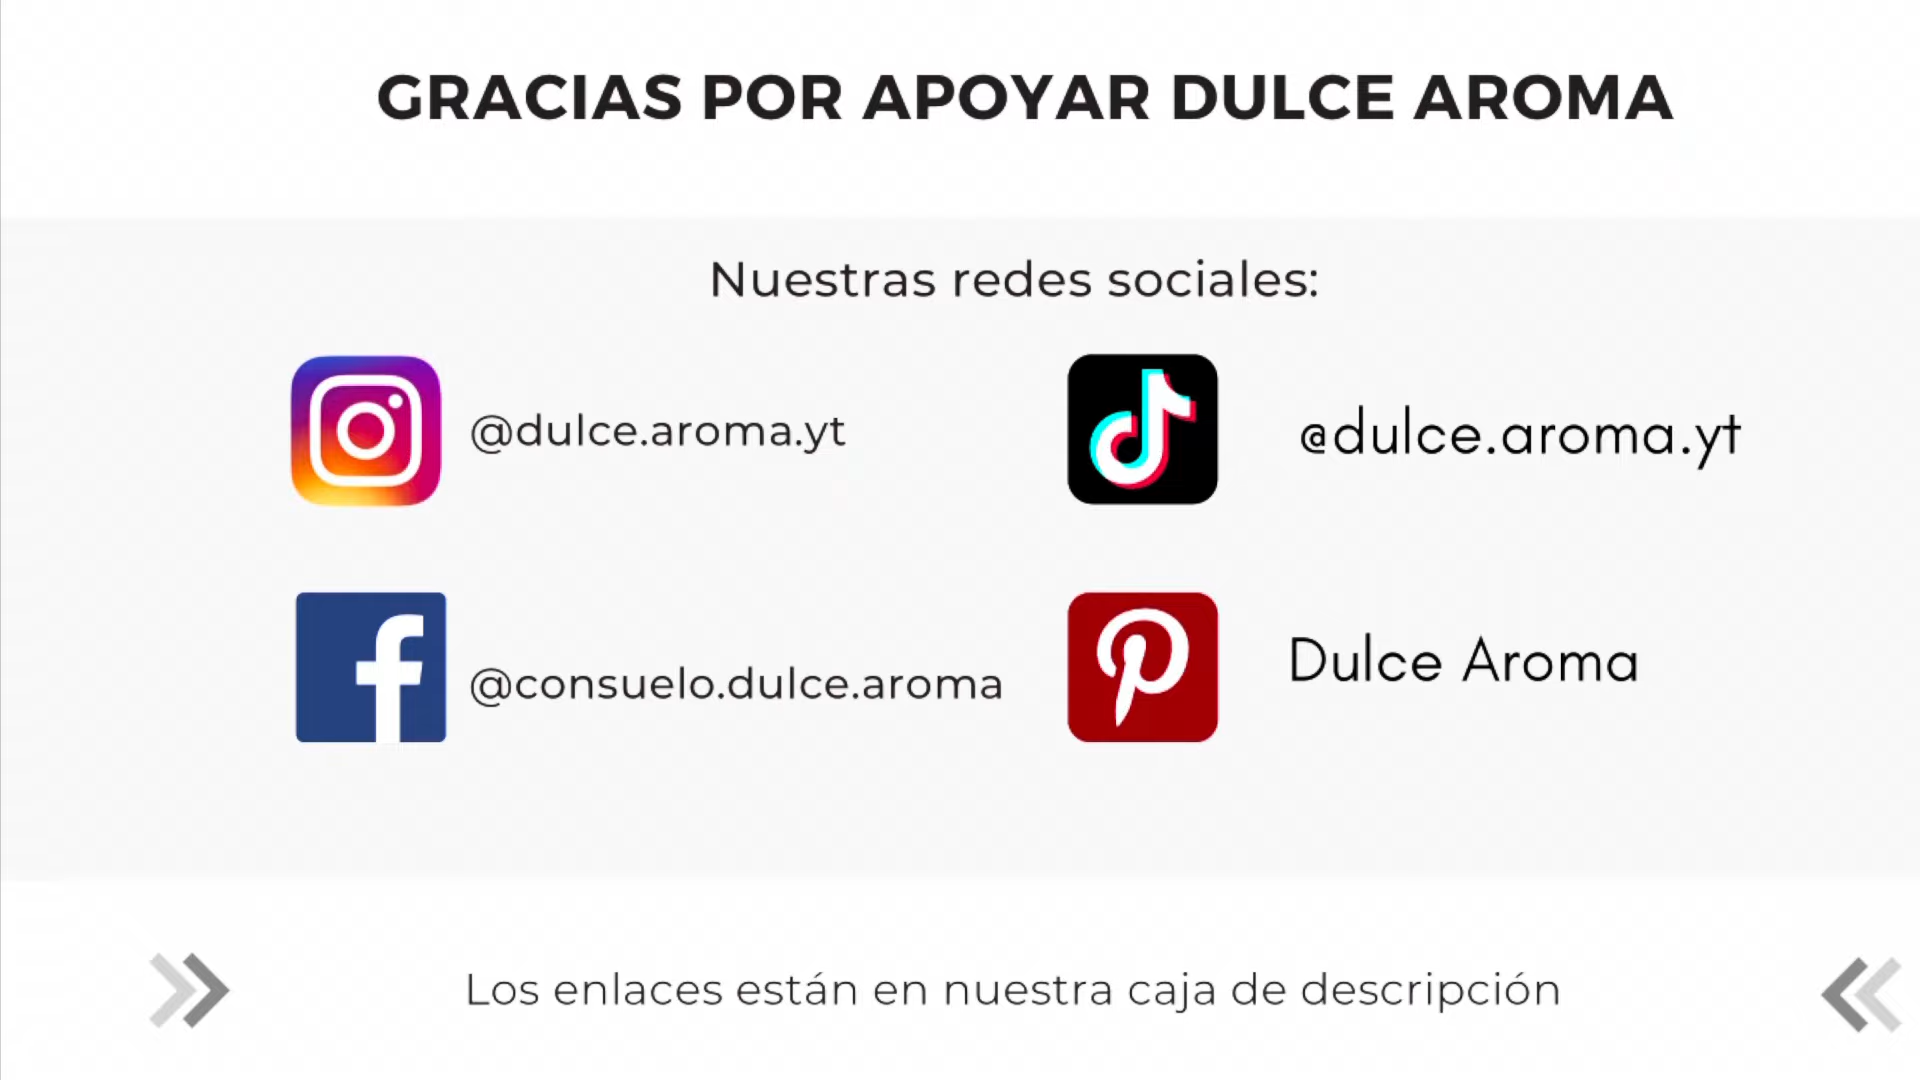 GRACIAS POR APOYAR DULCE AROMA
Nuestras redes sociales:
@dulce.aroma.yt
@dulce.aroma.yt
@consuelo.dulce.aroma
Dulce Aroma
Los enlaces están en nuestra caja de descripción